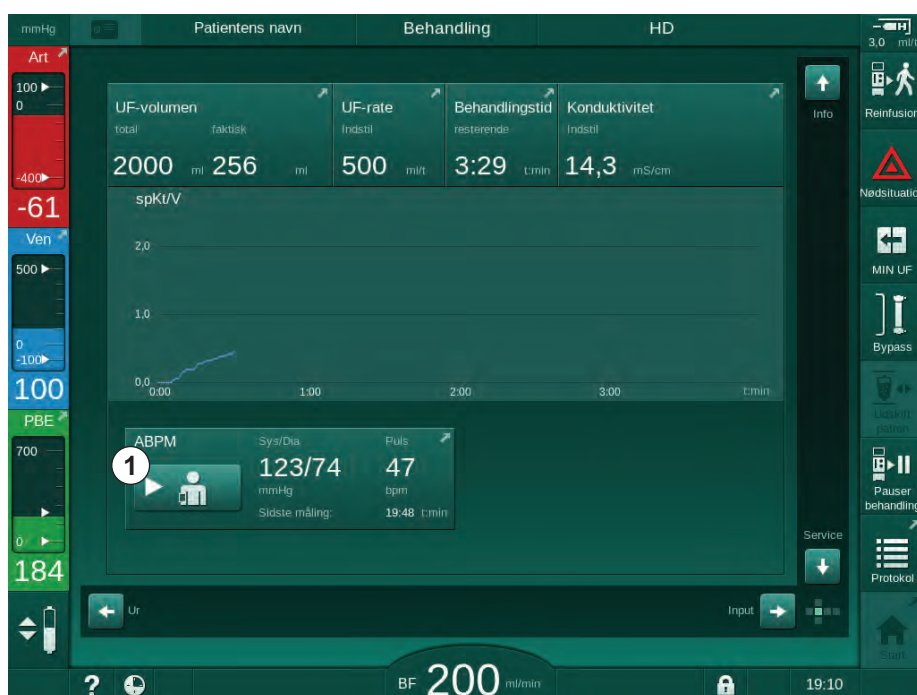 mmHg
Patientens navn
Behandling
HD
3,0 ml/t
Art
100
0
-400
-61
Ven
500
0
-100
100
PBE
700
0
184
UF-volumen
total faktisk
2000 ml 256 ml
UF-rate
Indstil
500 ml/t
Behandlingstid
resterende
3:29 t:min
Konduktivitet
Indstil
14,3 mS/cm
spKt/V
2,0
1,0
0,0
0:00 1:00 2:00 3:00 t:min
ABPM
1
Sys/Dia
123/74
mmHg
Puls
47
bpm
Sidste måling: 19:48 t:min
Info
Service
Ur
Input
Reinfusion
Nødsituatio
MIN UF
Bypass
patron
Pauser
behandling
Protokol
Start
? BF 200 ml/min 19:10